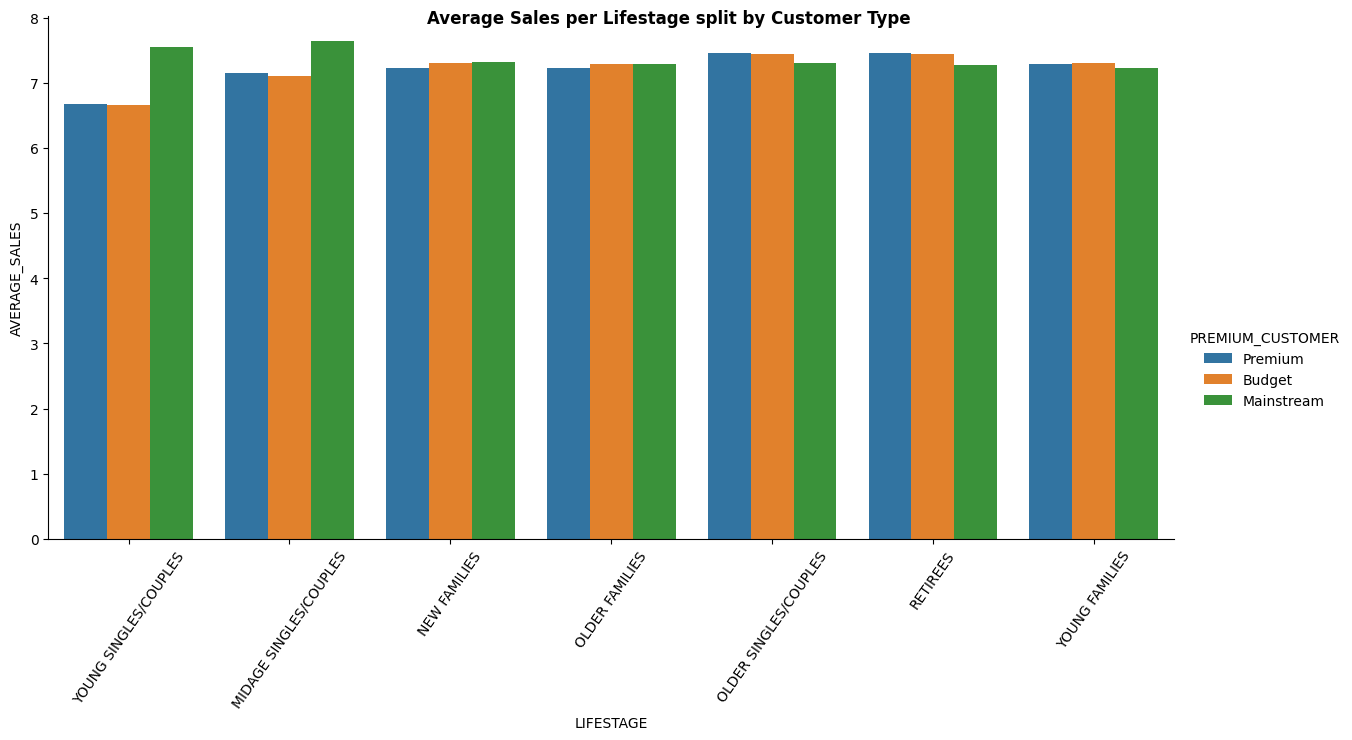 Average Sales per Lifestage split by Customer Type
8
7
6
5
4
3
2
1
0
AVERAGE_SALES
YOUNG SINGLES/COUPLES
MIDAGE SINGLES/COUPLES
NEW FAMILIES
OLDER FAMILIES
OLDER SINGLES/COUPLES
RETIREES
YOUNG FAMILIES
LIFESTAGE
PREMIUM_CUSTOMER
Premium
Budget
Mainstream